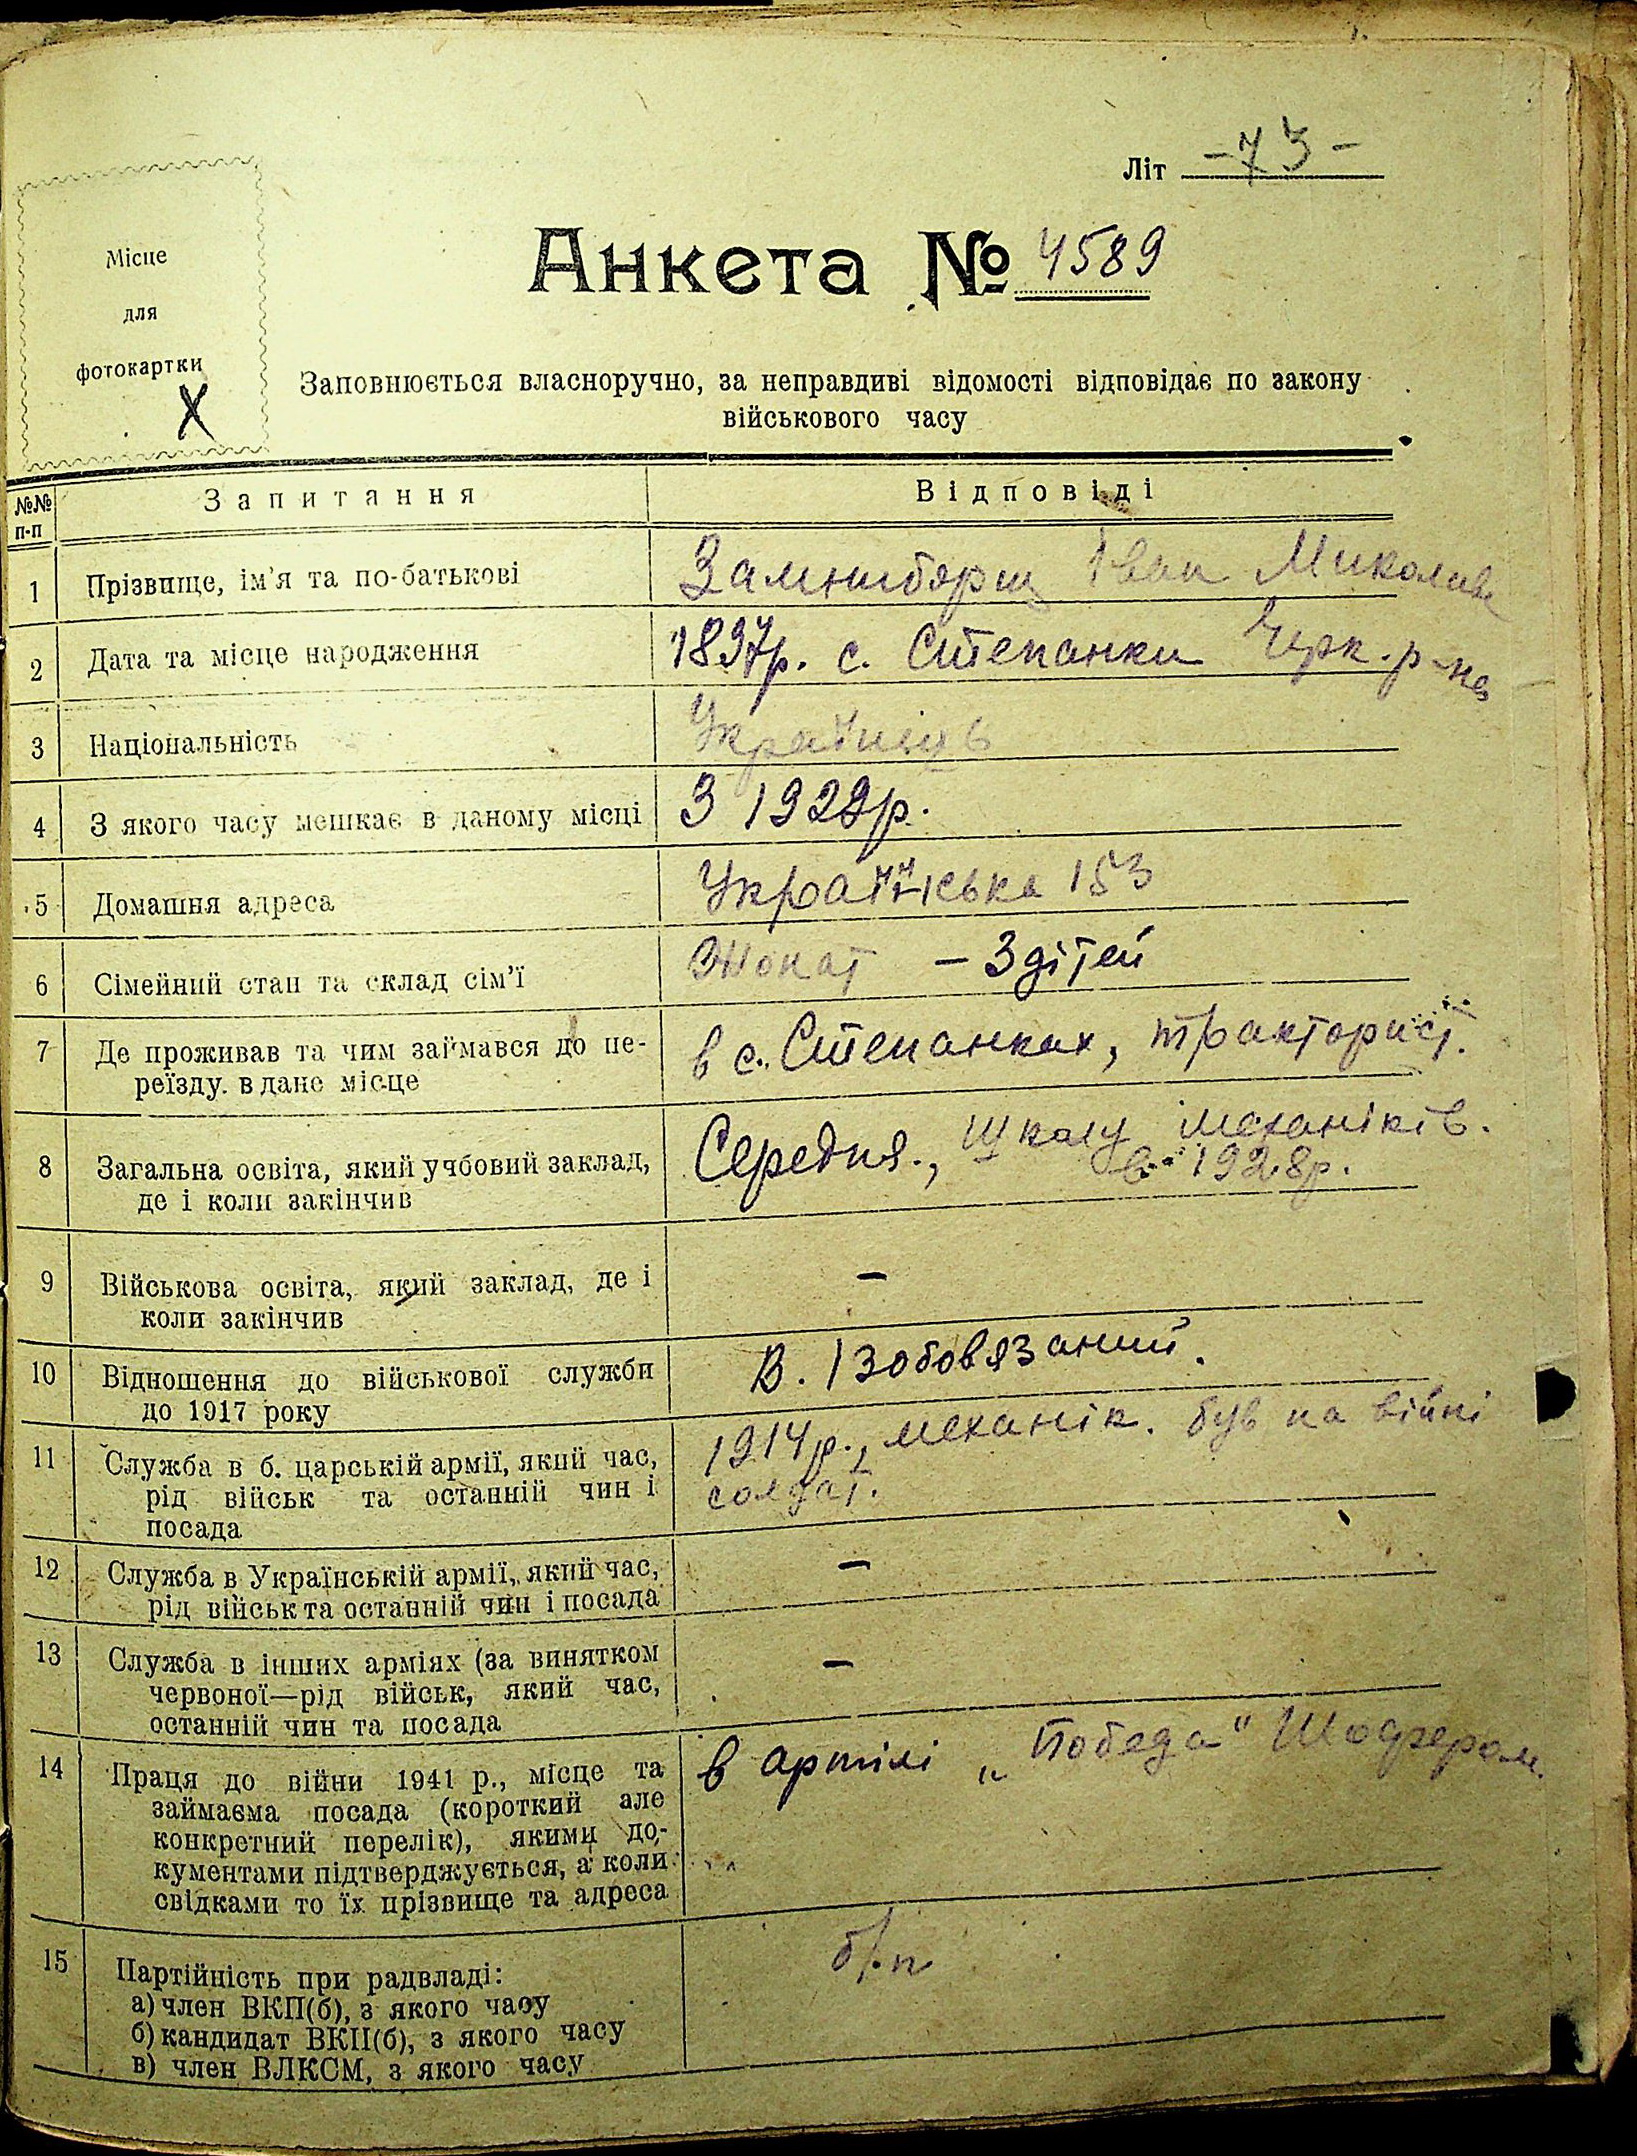 Літ -73-
Місце
для
фотокартки
X
Анкета № 4589
Заповнюється власноручно, за неправдиві відомості відповідає по закону
військового часу
№№
п-п
Запитання
Відповіді
1
Прізвище, ім'я та по-батькові
Замниборщ Іван Микол
2
Дата та місце народження
1897р. с. Степанки Черк. р-на
3
Національність
Українець
4
З якого часу мешкає в даному місці
З 1929р.
5
Домашня адреса
Українська 153
6
Сімейний стан та склад сім'ї
Жонат - 3 дітей
7
Де проживав та чим займався до пе-
реїзду в дане місце
в с. Степанках, тракторист.
8
Загальна освіта, який учбовий заклад,
де і коли закінчив
Середня., школу механіків.
в 1928р.
9
Військова освіта, який заклад, де і
коли закінчив
-
10
Відношення до військової служби
до 1917 року
В. Ізобовязаний.
11
Служба в б. царській армії, який час,
рід військ та останній чин і
посада
1914р., механік. був на війні
солдат.
12
Служба в Українській армії, який час,
рід військ та останній чин і посада
-
13
Служба в інших арміях (за винятком
червоної—рід військ, який час,
останній чин та посада
-
14
Праця до війни 1941 р., місце та
займаєма посада (короткий але
конкретний перелік), якими до-
кументами підтверджується, а коли
свідками то їх прізвище та адреса
в артілі „Победа" Шофером.
15
Партійність при радвладі:
а) член ВКП(б), з якого часу
б) кандидат ВКП(б), з якого часу
в) член ВЛКСМ, з якого часу
б/п